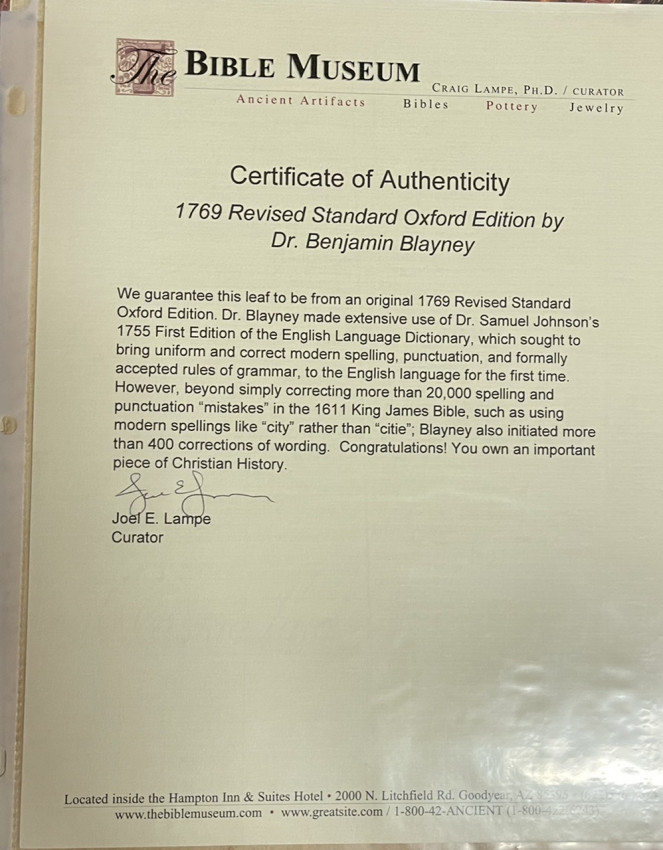 The BIBLE MUSEUM
CRAIG LAMPE, PH.D. / CURATOR
Ancient Artifacts Bibles Pottery Jewelry
Certificate of Authenticity
1769 Revised Standard Oxford Edition by
Dr. Benjamin Blayney
We guarantee this leaf to be from an original 1769 Revised Standard
Oxford Edition. Dr. Blayney made extensive use of Dr. Samuel Johnson's
1755 First Edition of the English Language Dictionary, which sought to
bring uniform and correct modern spelling, punctuation, and formally
accepted rules of grammar, to the English language for the first time.
However, beyond simply correcting more than 20,000 spelling and
punctuation “mistakes” in the 1611 King James Bible, such as using
modern spellings like “city” rather than “citie”; Blayney also initiated more
than 400 corrections of wording. Congratulations! You own an important
piece of Christian History.
Joel E. Lampe
Curator
Located inside the Hampton Inn & Suites Hotel • 2000 N. Litchfield Rd. Goodyear,
www.thebiblemuseum.com • www.greatsite.com / 1-800-42-ANCIENT